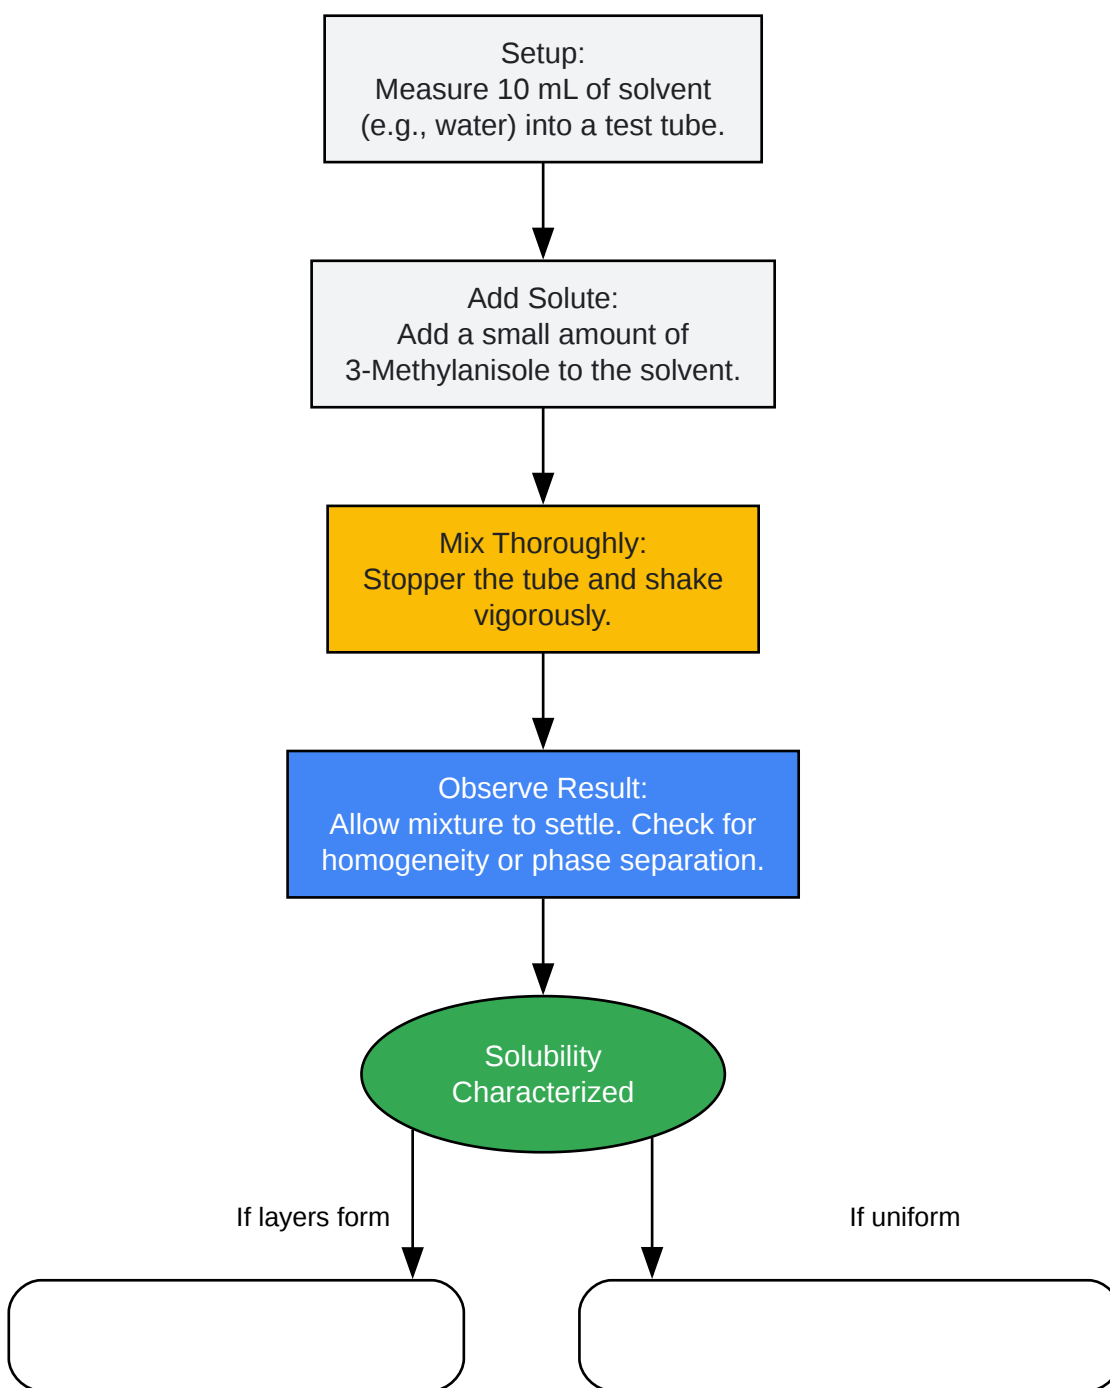 Setup:
Measure 10 mL of solvent
(e.g., water) into a test tube.
Add Solute:
Add a small amount of
3-Methylanisole to the solvent.
Mix Thoroughly:
Stopper the tube and shake
vigorously.
Observe Result:
Allow mixture to settle. Check for
homogeneity or phase separation.
Solubility
Characterized
If layers form
If uniform